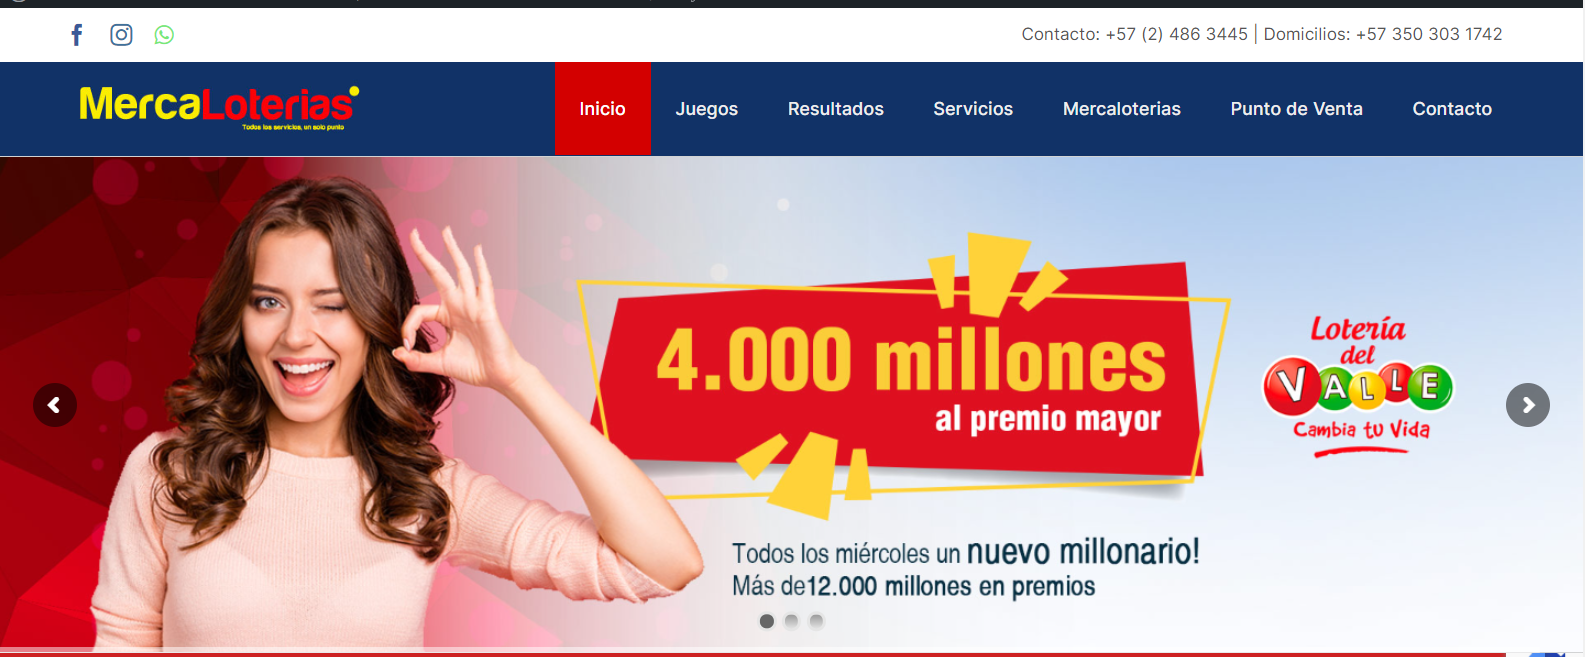 Contacto: +57 (2) 486 3445 | Domicilios: +57 350 303 1742
MercaLoterias
Todos los servicios, un solo punto
Inicio
Juegos
Resultados
Servicios
Mercaloterias
Punto de Venta
Contacto
4.000 millones
al premio mayor
Lotería
del
VALLE
Cambia tu Vida
Todos los miércoles un nuevo millonario!
Más de12.000 millones en premios